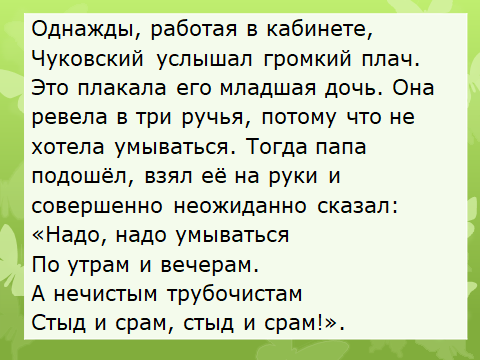 Однажды, работая в кабинете,
Чуковский услышал громкий плач.
Это плакала его младшая дочь. Она
ревела в три ручья, потому что не
хотела умываться. Тогда папа
подошёл, взял её на руки и
совершенно неожиданно сказал:
«Надо, надо умываться
По утрам и вечерам.
А нечистым трубочистам
Стыд и срам, стыд и срам!».